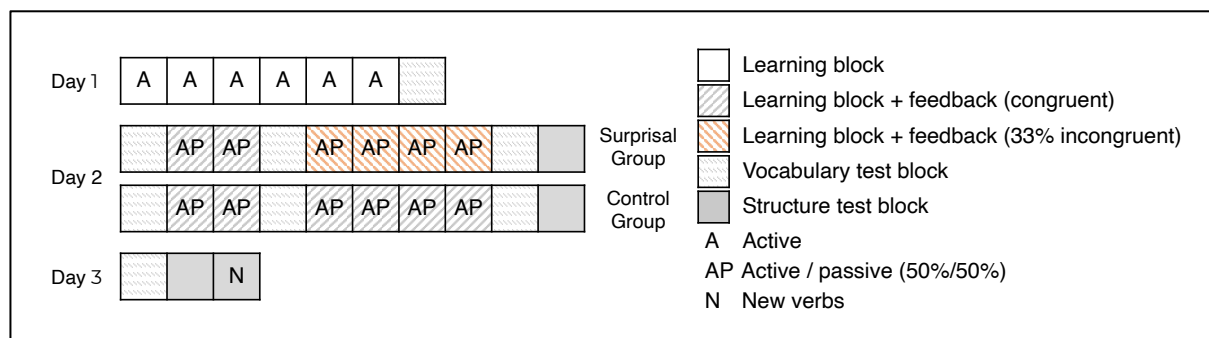 Day 1
A A A A A A
AP AP AP AP AP AP
Surprisal
Group
Day 2
AP AP AP AP AP AP
Control
Group
Day 3
N
Learning block
Learning block + feedback (congruent)
Learning block + feedback (33% incongruent)
Vocabulary test block
Structure test block
A Active
AP Active / passive (50%/50%)
N New verbs